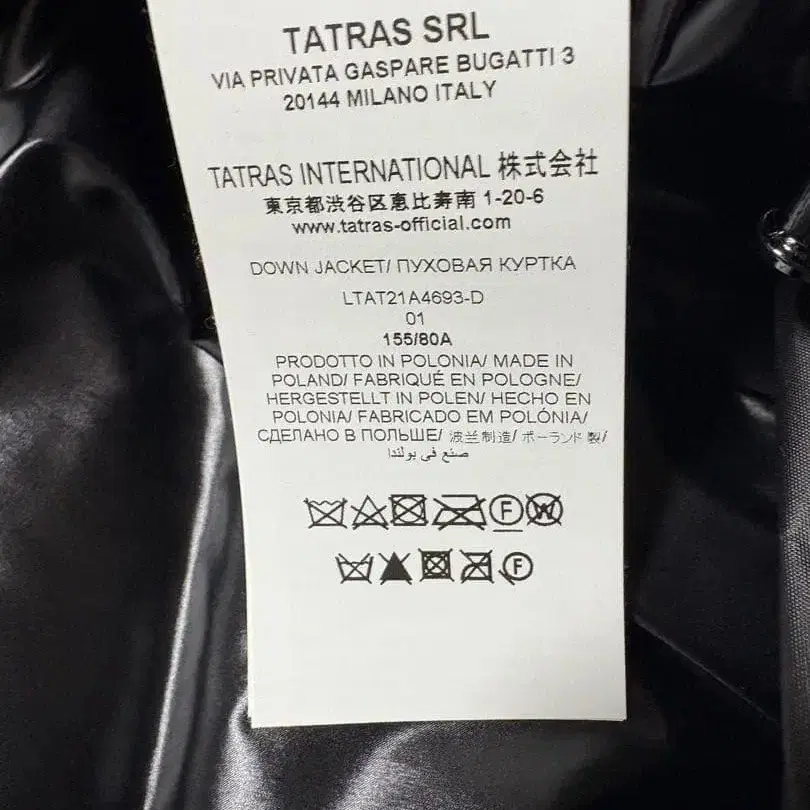 TATRAS SRL
VIA PRIVATA GASPARE BUGATTI 3
20144 MILANO ITALY
TATRAS INTERNATIONAL 株式会社
東京都渋谷区恵比寿南 1-20-6
www.tatras-official.com
DOWN JACKET/ ПУХОВАЯ КУРТКА
LTAT21A4693-D
01
155/80A
PRODOTTO IN POLONIA/ MADE IN
POLAND/ FABRIQUÉ EN POLOGNE/
HERGESTELLT IN POLEN/ HECHO EN
POLONIA/ FABRICADO EM POLÓNIA/
СДЕЛАНО В ПОЛЬШЕ/ 波兰制造/ ポーランド 製/
صنع في بولندا
F W
F